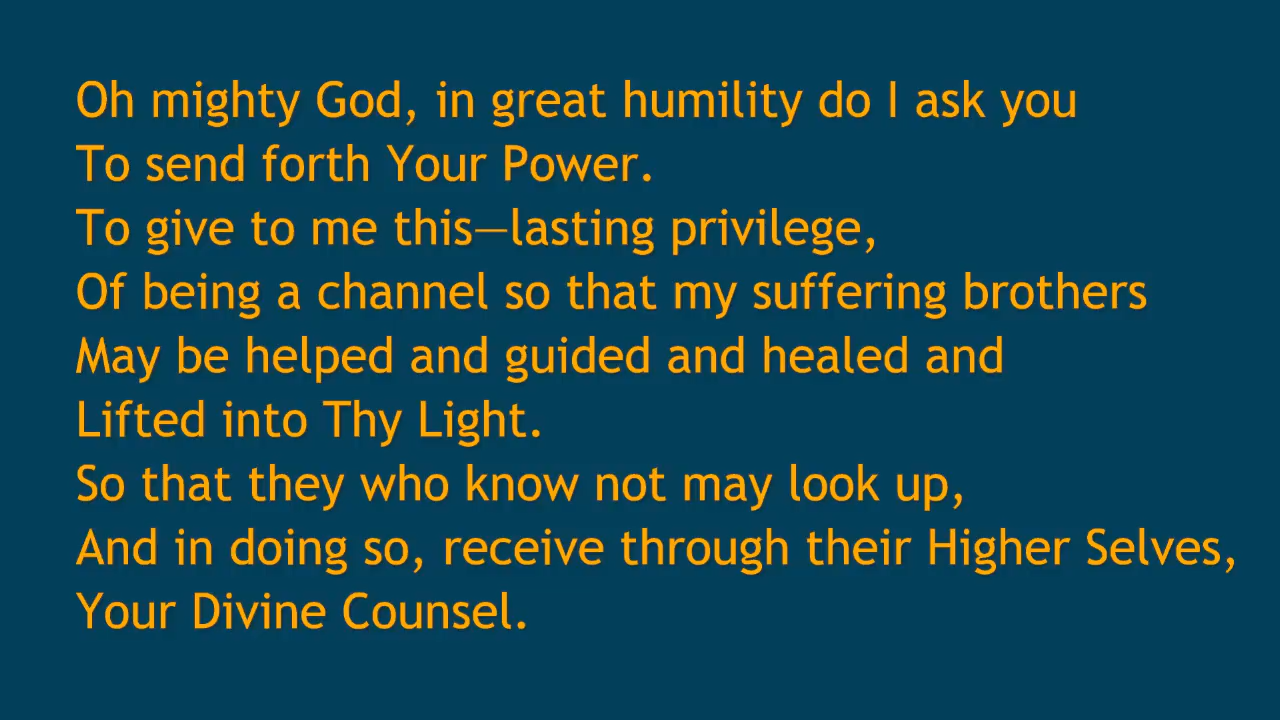 Oh mighty God, in great humility do I ask you
To send forth Your Power.
To give to me this—lasting privilege,
Of being a channel so that my suffering brothers
May be helped and guided and healed and
Lifted into Thy Light.
So that they who know not may look up,
And in doing so, receive through their Higher Selves,
Your Divine Counsel.